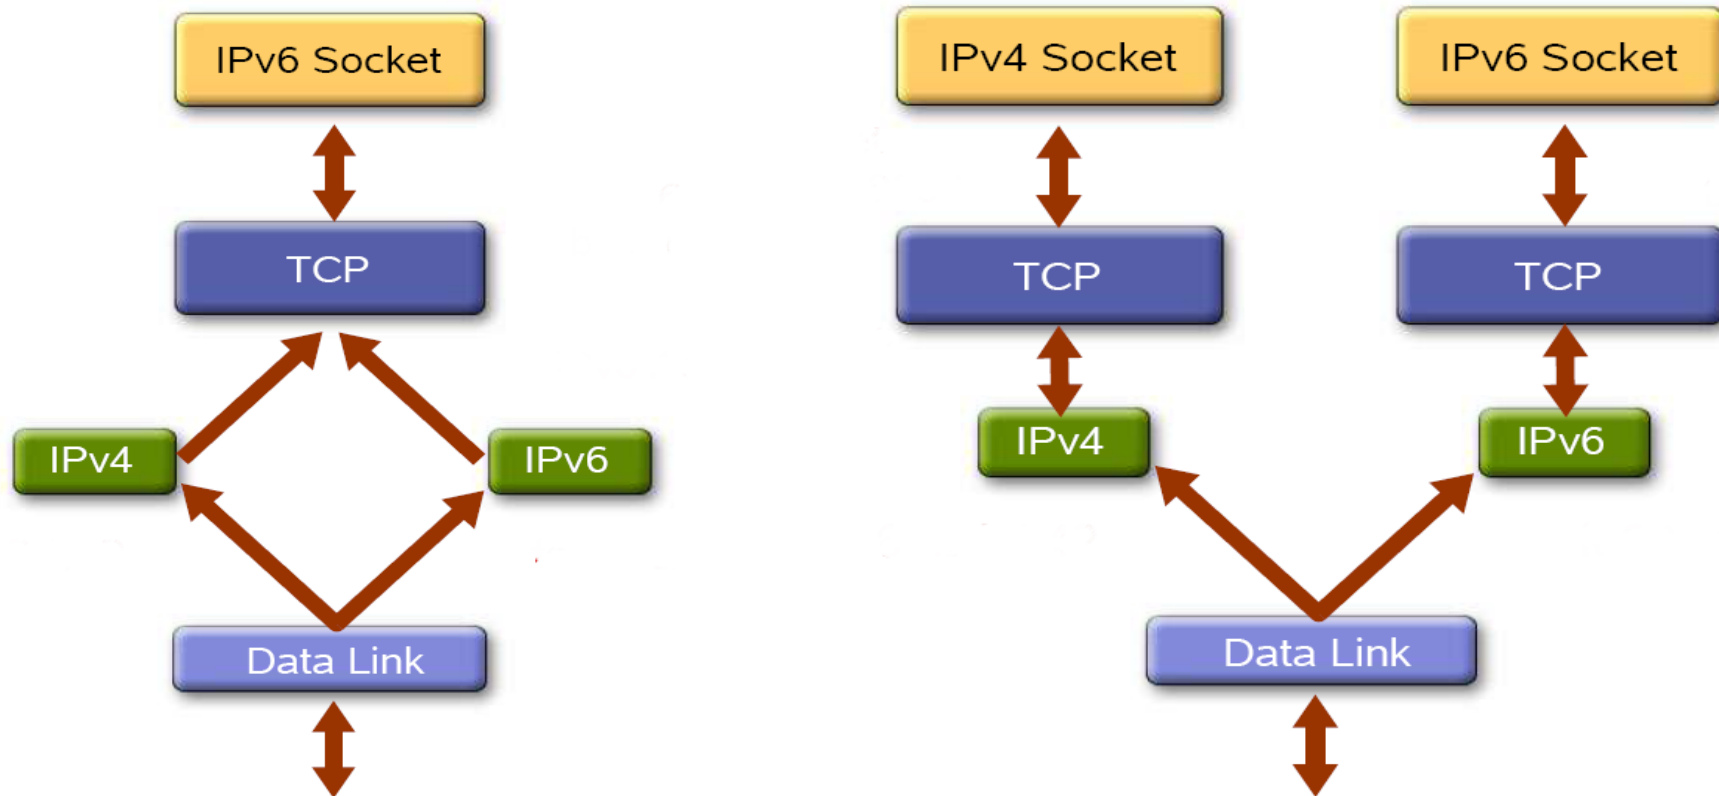 IPv6 Socket
TCP
IPv4
IPv6
Data Link
IPv4 Socket
IPv6 Socket
TCP
TCP
IPv4
IPv6
Data Link